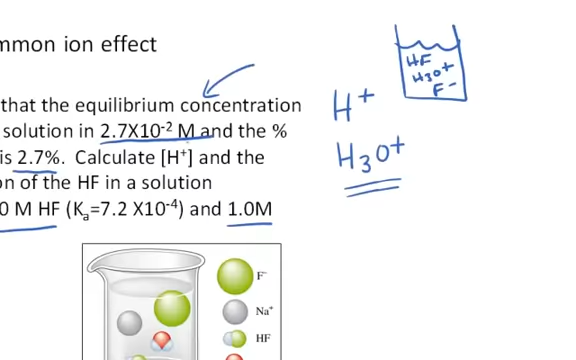 mmon ion effect
that the equilibrium concentration
solution in 2.7X10⁻² M and the %
is 2.7%. Calculate [H⁺] and the
on of the HF in a solution
0 M HF (Kₐ=7.2 X10⁻⁴) and 1.0M
HF
H₃O⁺
F⁻
H⁺
H₃O⁺
F⁻
Na⁺
HF